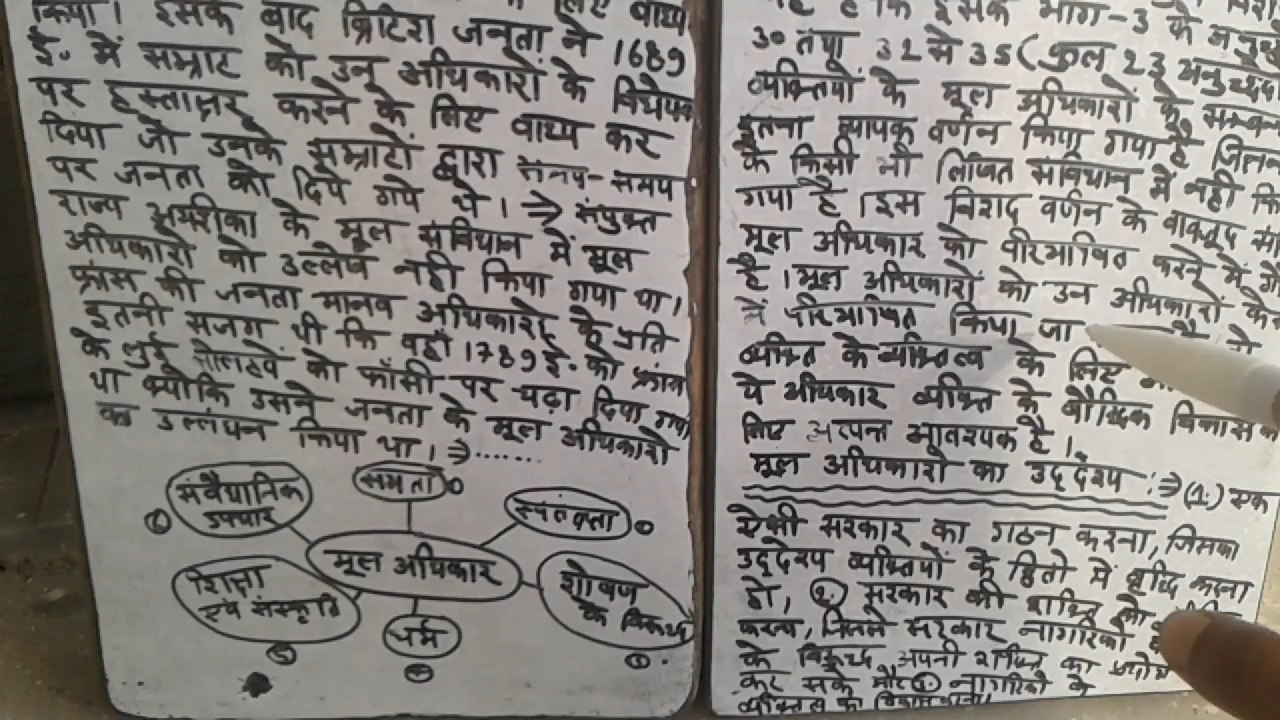 किया। इसके बाद ब्रिटिश जनता ने 1689
ई० में सम्राट को उन अधिकारों के विधेयक
पर हस्ताक्षर करने के लिए बाध्य कर
दिया जो उनके सम्राटों द्वारा समय-समय
पर जनता को दिये गये थे। ⇒ संयुक्त
राज्य अमरीका के मूल संविधान में मूल
अधिकारों को उल्लेख नहीं किया गया था।
फ्रांस की जनता मानव अधिकारों के प्रति
इतनी सजग थी कि वहाँ 1789 ई. को फ्रांस
के लुई को फाँसी पर चढ़ा दिया गया
था क्योंकि उसने जनता के मूल अधिकारों
का उल्लंघन किया था। ⇒.......
मूल अधिकार
समता ①
स्वतंत्रता
शोषण
के विरूध्द
धर्म
शिक्षा
एवं संस्कृति
संवैधानिक
उपचार
कि इसके भाग-3 के
30 तथा 32 से 35 (कुल 23 अनुच्छेद
व्यक्तियों के मूल अधिकारों के सम्बन्ध
इतना व्यापक वर्णन किया गया है जितना
के किसी भी लिखित संविधान में नहीं कि
गया है। इस विशद वर्णन के बावजूद
मूल अधिकार को परिभाषित करने में
है। मूल अधिकारों को उन अधिकारों के
में परिभाषित किया जा
व्यक्ति के व्यक्तित्व के लिए
ये अधिकार व्यक्ति के बौध्दिक विकास
लिए अत्यन्त आवश्यक है।
मूल अधिकारों का उद्देश्य :⇒ (1.) एक
ऐसी सरकार का गठन करना, जिसका
उद्देश्य व्यक्तियों के हितों में बृद्धि करना
हो, ②. सरकार की शक्ति को
करना, जिससे सरकार नागरिकों
के विरूध्द अपनी शक्ति का प्रयोग
कर सके और नागरिकों के
व्यक्तित्व का विकास